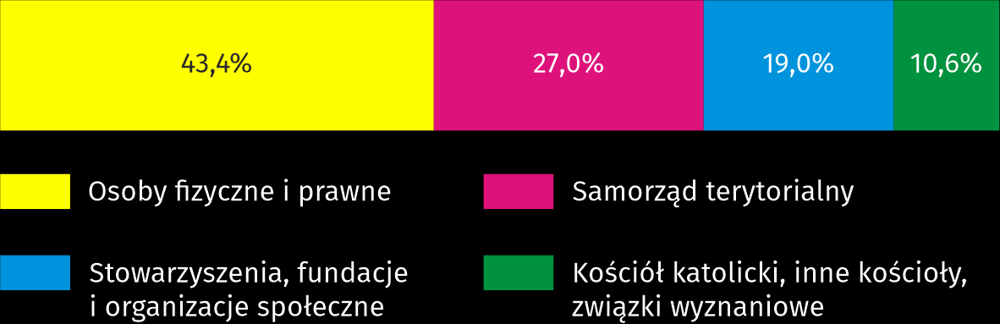 43,4%
27,0%
19,0%
10,6%
Osoby fizyczne i prawne
Samorząd terytorialny
Stowarzyszenia, fundacje
i organizacje społeczne
Kościół katolicki, inne kościoły,
związki wyznaniowe